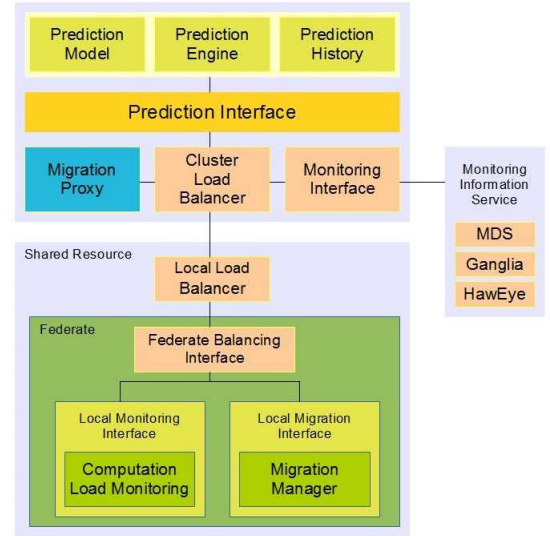 Prediction
Model
Prediction
Engine
Prediction
History
Prediction Interface
Migration
Proxy
Cluster
Load
Balancer
Monitoring
Interface
Monitoring
Information
Service
MDS
Ganglia
HawEye
Shared Resource
Local Load
Balancer
Federate
Federate Balancing
Interface
Local Monitoring
Interface
Computation
Load Monitoring
Local Migration
Interface
Migration
Manager